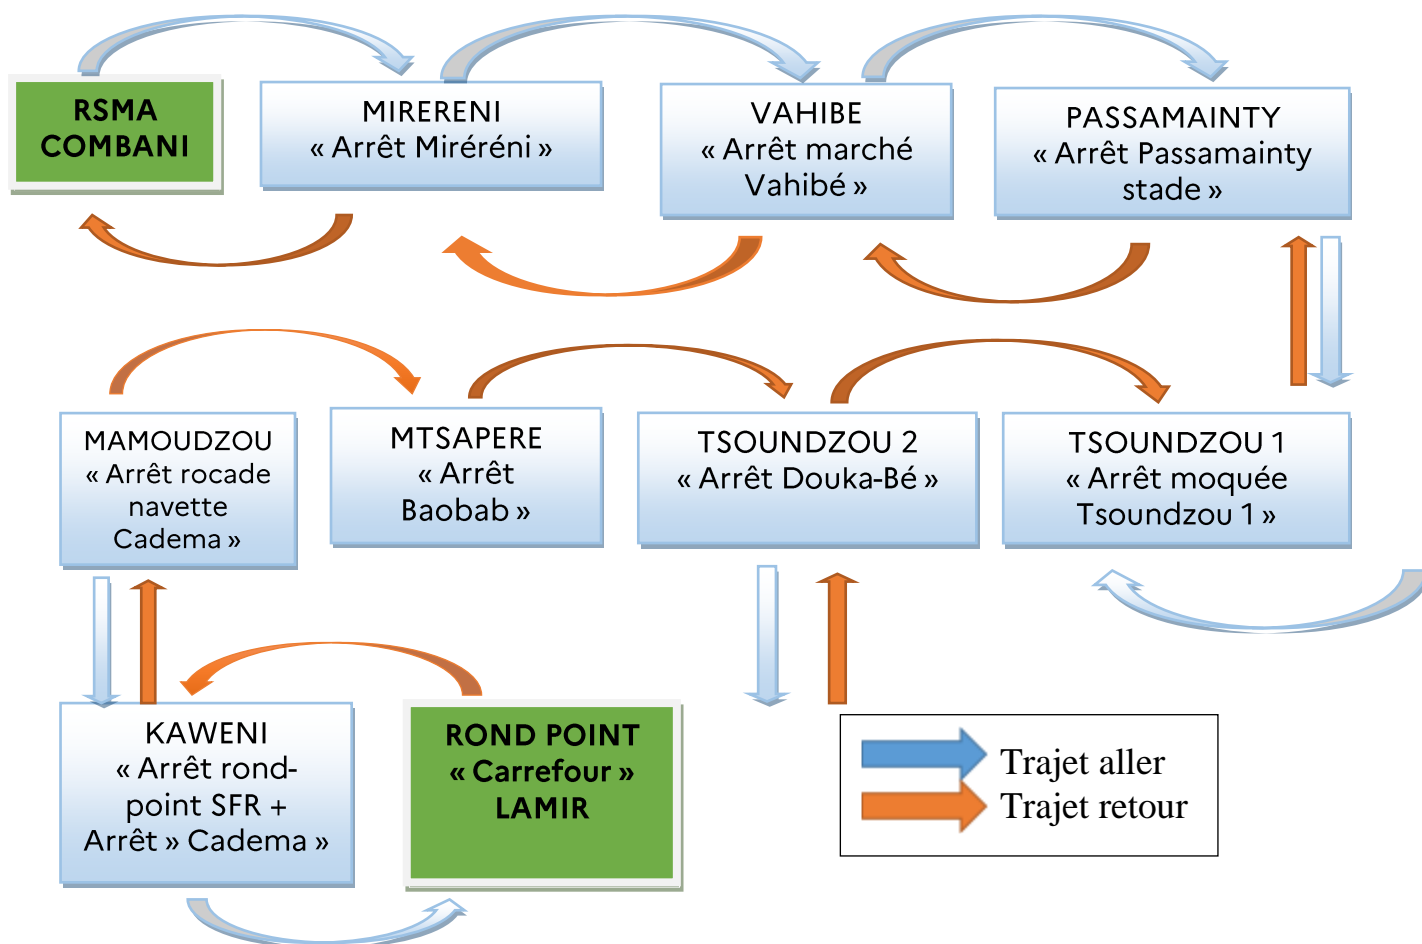 RSMA
COMBANI
MIRERENI
« Arrêt Miréréni »
VAHIBE
« Arrêt marché
Vahibé »
PASSAMAINTY
« Arrêt Passamainty
stade »
MAMOUDZOU
« Arrêt rocade
navette
Cadema »
MTSAPERE
« Arrêt
Baobab »
TSOUNDZOU 2
« Arrêt Douka-Bé »
TSOUNDZOU 1
« Arrêt moquée
Tsoundzou 1 »
KAWENI
« Arrêt rond-
point SFR +
Arrêt » Cadema »
ROND POINT
« Carrefour »
LAMIR
Trajet aller
Trajet retour